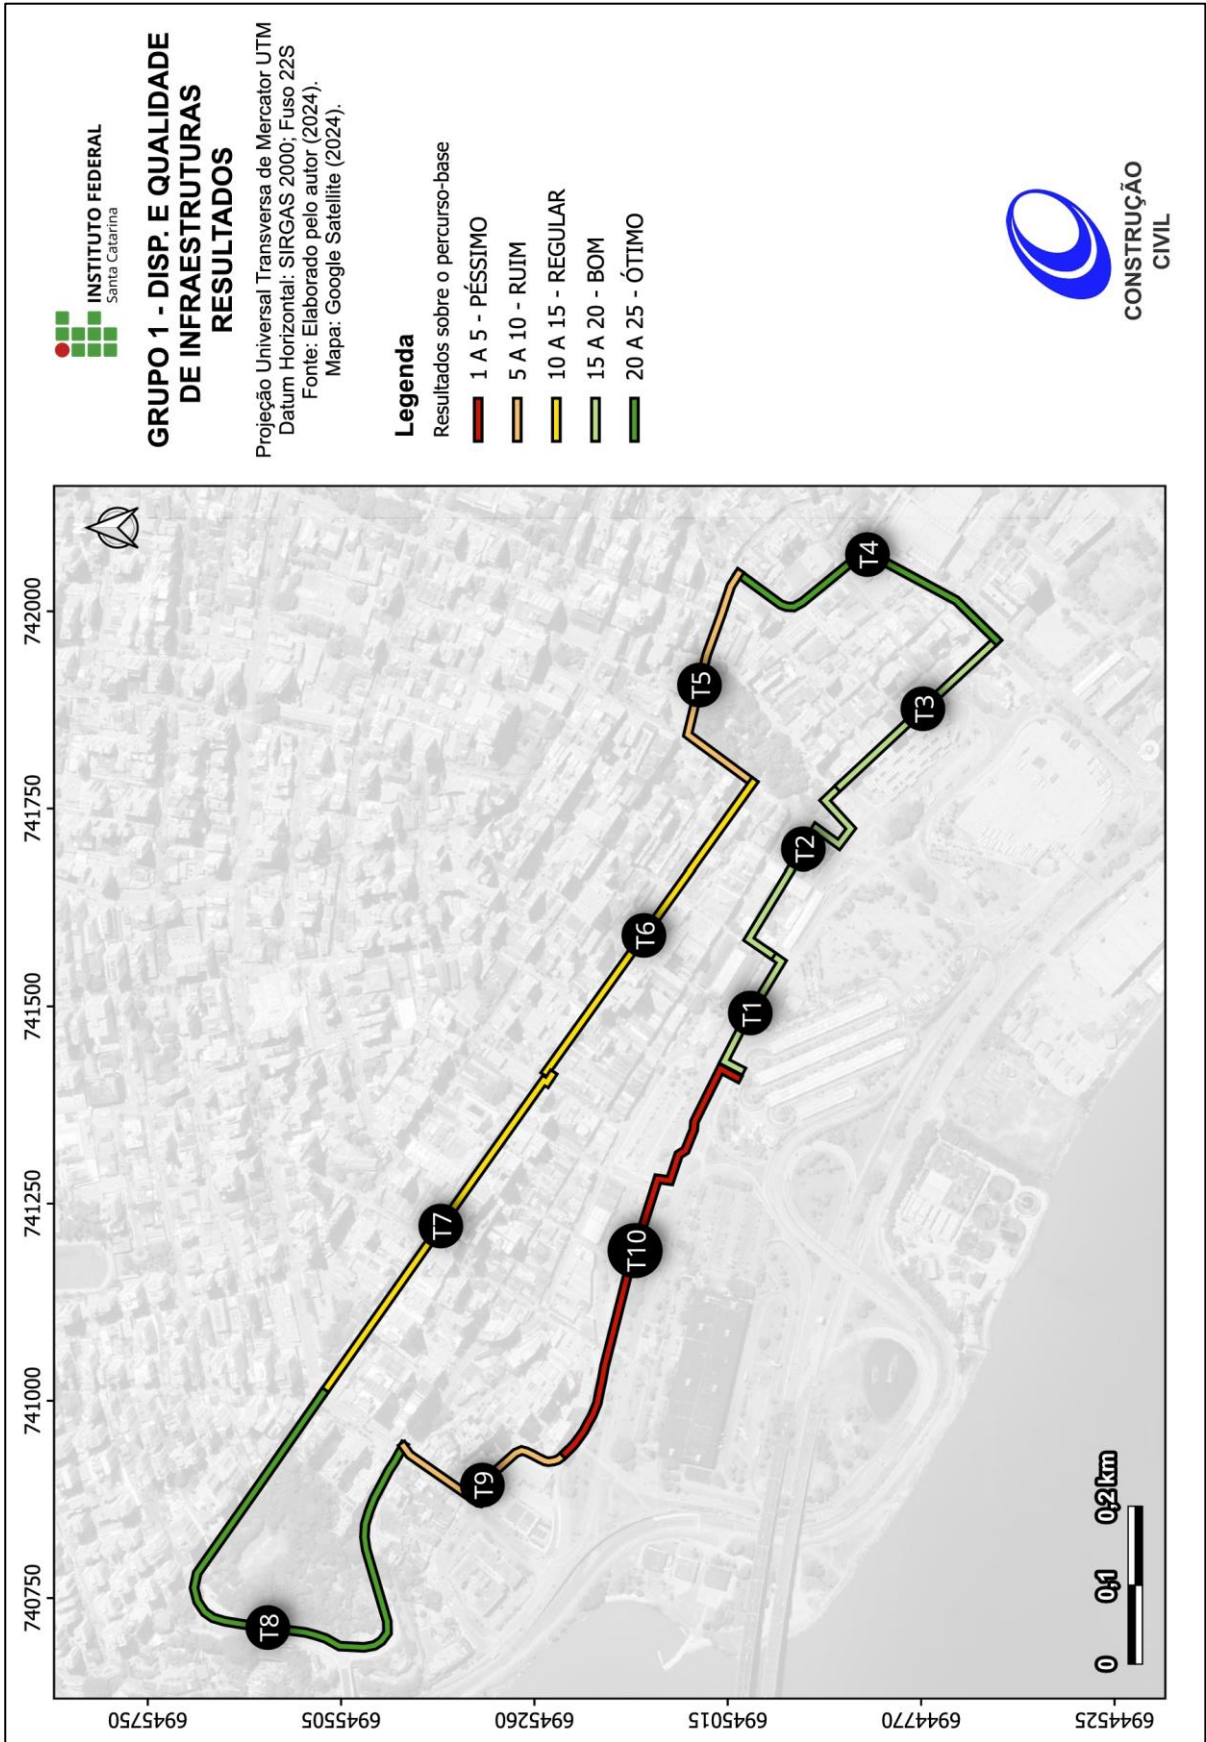 INSTITUTO FEDERAL
Santa Catarina
GRUPO 1 - DISP. E QUALIDADE
DE INFRAESTRUTURAS
RESULTADOS
Projeção Universal Transversa de Mercator UTM
Datum Horizontal: SIRGAS 2000; Fuso 22S
Fonte: Elaborado pelo autor (2024).
Mapa: Google Satellite (2024).
Legenda
Resultados sobre o percurso-base
1 A 5 - PÉSSIMO
5 A 10 - RUIM
10 A 15 - REGULAR
15 A 20 - BOM
20 A 25 - ÓTIMO
CONSTRUÇÃO
CIVIL
740750
741000
741250
741500
741750
742000
6945750
6945505
6945260
6945015
6944770
6944525
T8
T7
T9
T6
T10
T5
T1
T2
T4
T3
0 0,1 0,2 km